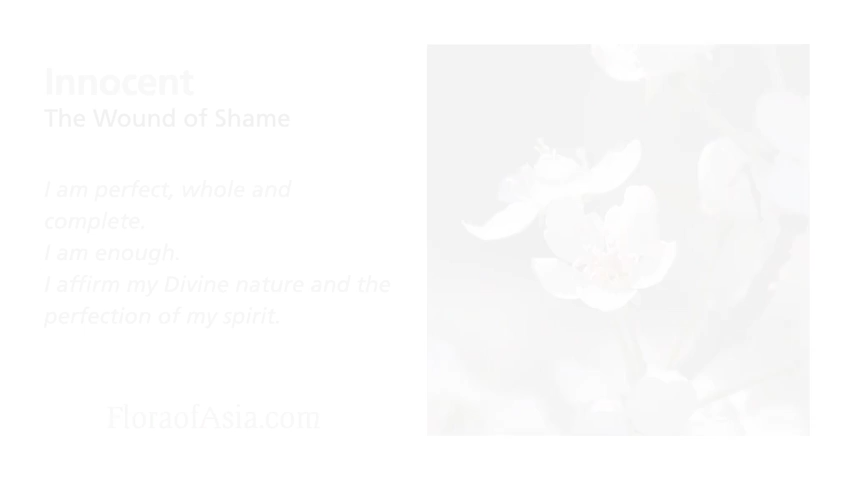 Innocent
The Wound of Shame
I am perfect, whole and
complete.
I am enough.
I affirm my Divine nature and the
perfection of my spirit.
FloraofAsia.com